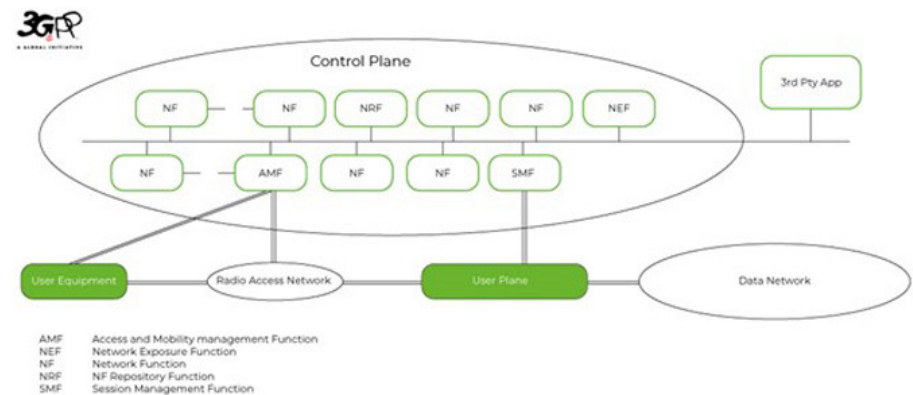 3GPP
A GLOBAL INITIATIVE
Control Plane
3rd Pty App
NF NF NRF NF NF NEF
NF AMF NF NF SMF
User Equipment Radio Access Network User Plane Data Network
AMF Access and Mobility management Function
NEF Network Exposure Function
NF Network Function
NRF NF Repository Function
SMF Session Management Function